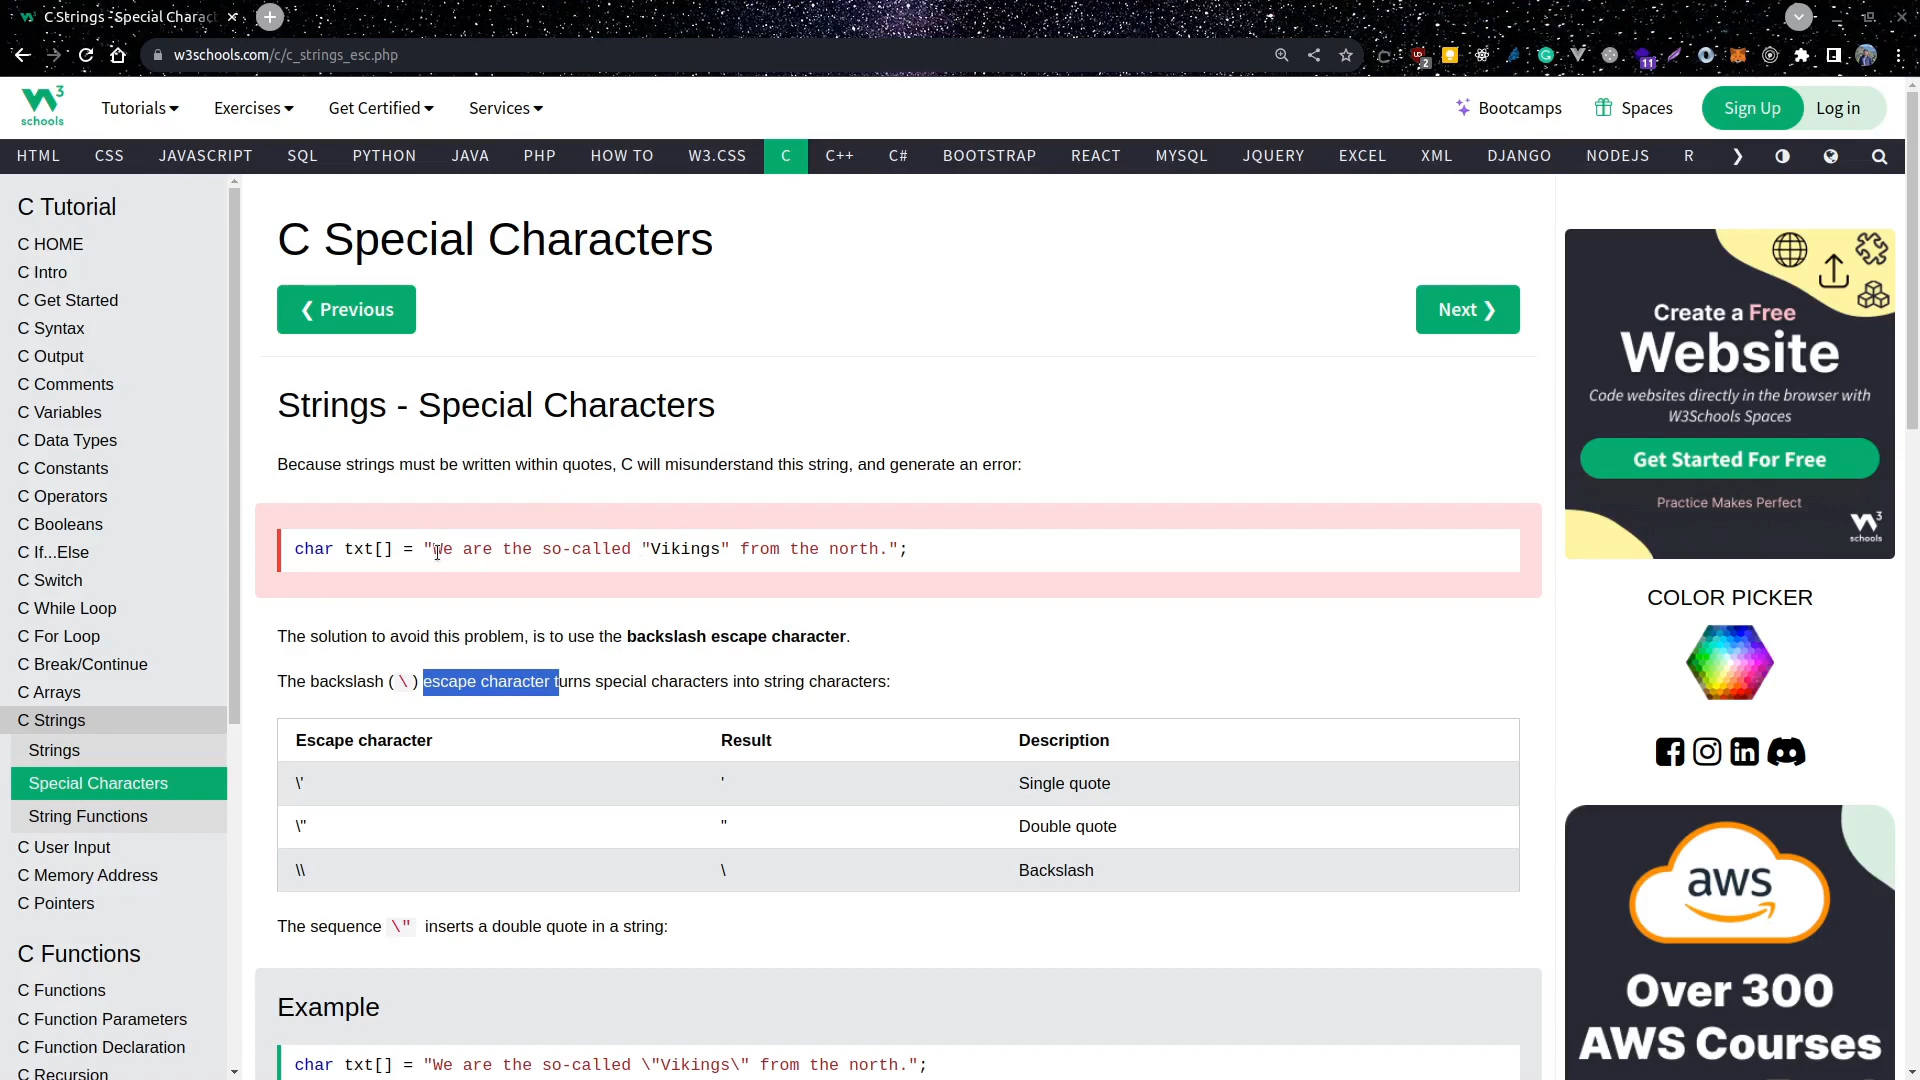 C Strings - Special Charact
w3schools.com/c/c_strings_esc.php
2
11
3
schools
Tutorials
Exercises
Get Certified
Services
Bootcamps
Spaces
Sign Up
Log in
HTML
CSS
JAVASCRIPT
SQL
PYTHON
JAVA
PHP
HOW TO
W3.CSS
C
C++
C#
BOOTSTRAP
REACT
MYSQL
JQUERY
EXCEL
XML
DJANGO
NODEJS
R
C Tutorial
C HOME
C Intro
C Get Started
C Syntax
C Output
C Comments
C Variables
C Data Types
C Constants
C Operators
C Booleans
C If...Else
C Switch
C While Loop
C For Loop
C Break/Continue
C Arrays
C Strings
Strings
Special Characters
String Functions
C User Input
C Memory Address
C Pointers
C Functions
C Functions
C Function Parameters
C Function Declaration
C Recursion
C Special Characters
❮ Previous
Next ❯
Strings - Special Characters
Because strings must be written within quotes, C will misunderstand this string, and generate an error:
char txt[] = "We are the so-called "Vikings" from the north.";
The solution to avoid this problem, is to use the backslash escape character.
The backslash ( \ ) escape character turns special characters into string characters:
Escape character Result Description
\' ' Single quote
\" " Double quote
\\ \ Backslash
The sequence \" inserts a double quote in a string:
Example
char txt[] = "We are the so-called \"Vikings\" from the north.";
Create a Free
Website
Code websites directly in the browser with
W3Schools Spaces
Get Started For Free
Practice Makes Perfect
3
schools
COLOR PICKER
aws
Over 300
AWS Courses